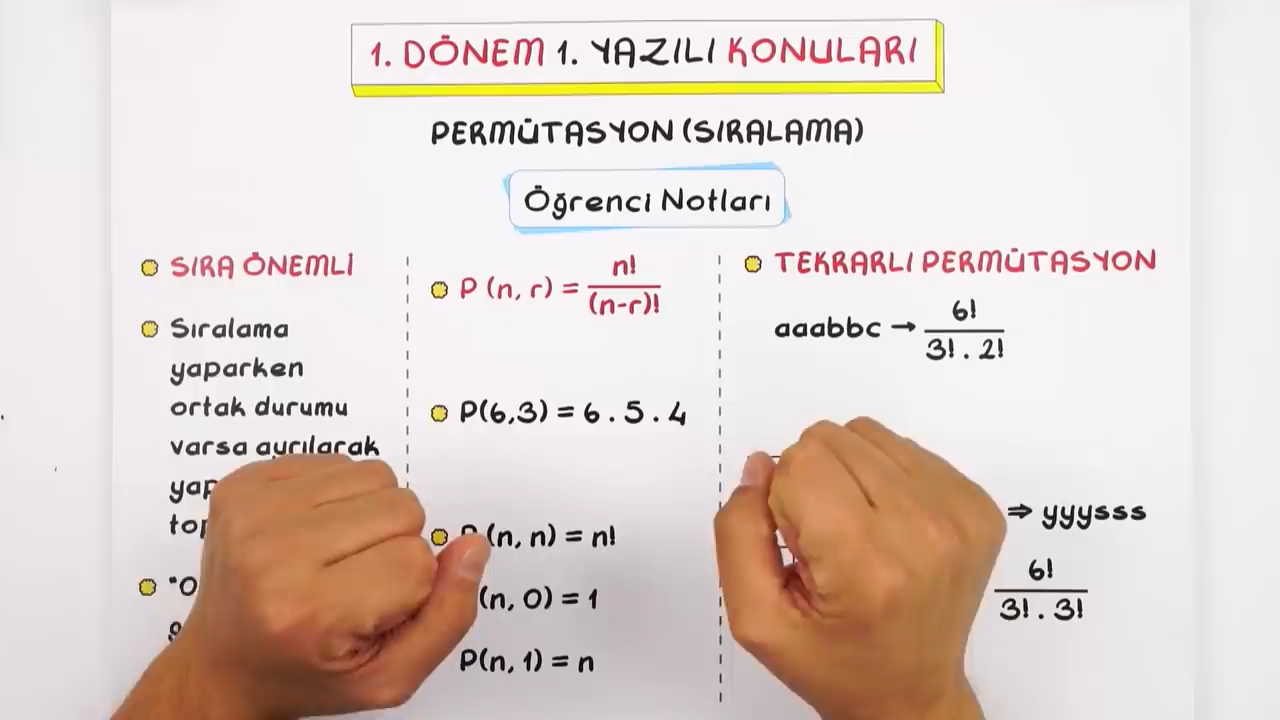 1. DÖNEM 1. YAZILI KONULARI
PERMÜTASYON (SIRALAMA)
Öğrenci Notları
SIRA ÖNEMLİ
Sıralama
yaparken
ortak durumu
varsa ayrılarak
P (n, r) = n! / (n-r)!
P(6,3) = 6 . 5 . 4
(n, n) = n!
(n, 0) = 1
P(n, 1) = n
TEKRARLI PERMÜTASYON
aaabbc → 6! / 3! . 2!
⇒ yyysss
6! / 3! . 3!